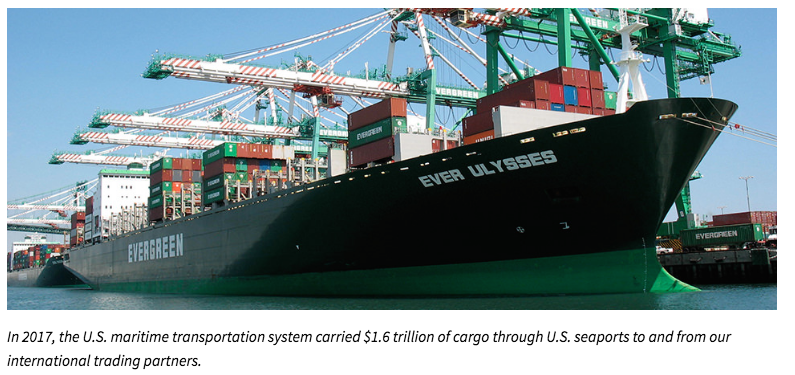 EVERGREEN
EVERGREEN
EVER ULYSSES
EVERGREEN
EVERGREEN
In 2017, the U.S. maritime transportation system carried $1.6 trillion of cargo through U.S. seaports to and from our
international trading partners.